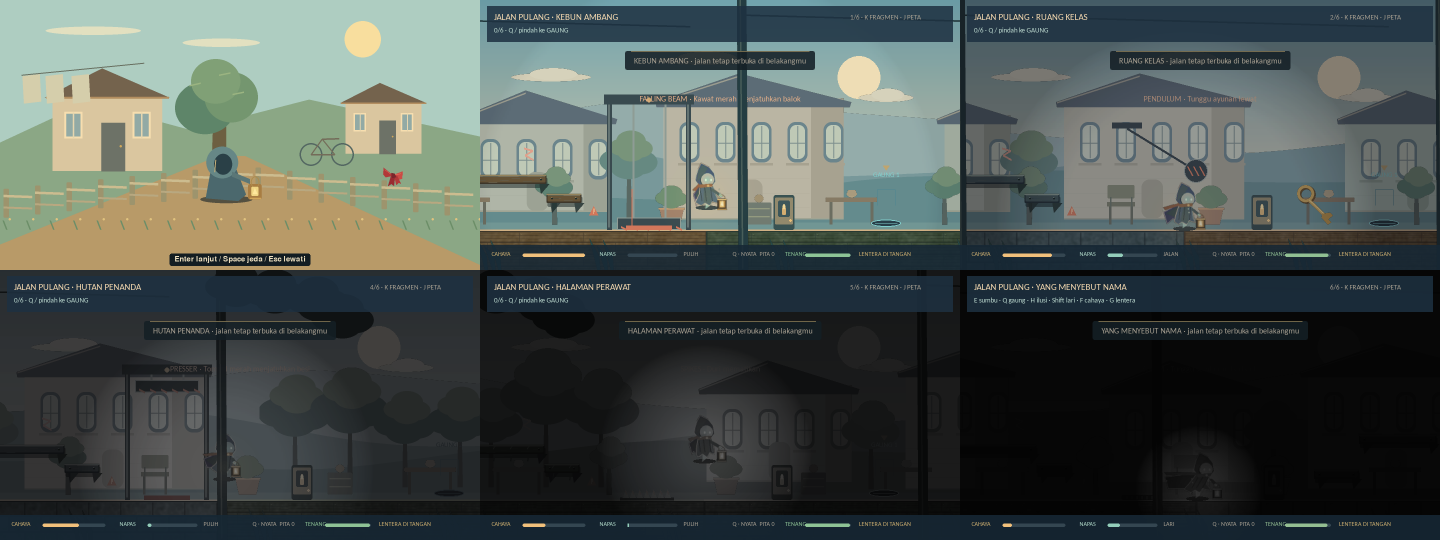 Enter lanjut / Space jeda / Esc lewati
JALAN PULANG · KEBUN AMBANG
1/6 · K FRAGMEN · J PETA
0/6 · Q / pindah ke GAUNG
KEBUN AMBANG · jalan tetap terbuka di belakangmu
FALLING BEAM · Kawat merah menjatuhkan balok
CAHAYA NAPAS PULIH Q · NYATA PITA 0 TENANG LENTERA DI TANGAN
JALAN PULANG · RUANG KELAS
2/6 · K FRAGMEN · J PETA
0/6 · Q / pindah ke GAUNG
RUANG KELAS · jalan tetap terbuka di belakangmu
PENDULUM · Tunggu ayunan
CAHAYA NAPAS JALAN Q · NYATA PITA 0 TENANG LENTERA DI TANGAN
JALAN PULANG · HUTAN PENANDA
4/6 · K FRAGMEN · J PETA
0/6 · Q / pindah ke GAUNG
HUTAN PENANDA · jalan tetap terbuka di belakangmu
PRESSER
CAHAYA NAPAS PULIH Q · NYATA PITA 0 TENANG LENTERA DI TANGAN
JALAN PULANG · HALAMAN PERAWAT
5/6 · K FRAGMEN · J PETA
0/6 · Q / pindah ke GAUNG
HALAMAN PERAWAT · jalan tetap terbuka di belakangmu
CAHAYA NAPAS PULIH Q · NYATA PITA 0 TENANG LENTERA DI TANGAN
JALAN PULANG · YANG MENYEBUT NAMA
6/6 · K FRAGMEN · J PETA
E sumbu · Q gaung · H ilusi · Shift lari · F cahaya · G lentera
YANG MENYEBUT NAMA · jalan tetap terbuka di belakangmu
CAHAYA NAPAS LARI Q · NYATA PITA 0 TENANG LENTERA DI TANGAN